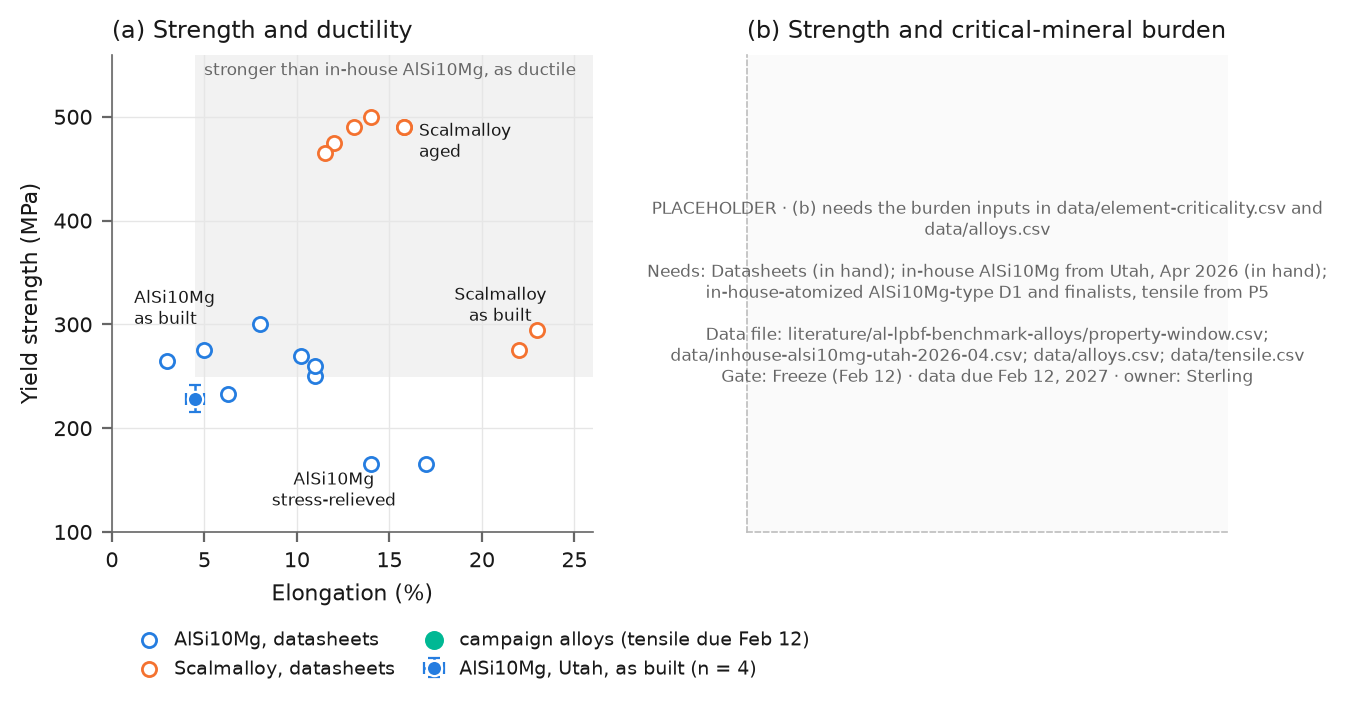 (a) Strength and ductility
stronger than in-house AlSi10Mg, as ductile
500
400
300
200
100
Yield strength (MPa)
Scalmalloy
aged
AlSi10Mg
as built
Scalmalloy
as built
AlSi10Mg
stress-relieved
0
5
10
15
20
25
Elongation (%)
(b) Strength and critical-mineral burden
PLACEHOLDER · (b) needs the burden inputs in data/element-criticality.csv and
data/alloys.csv
Needs: Datasheets (in hand); in-house AlSi10Mg from Utah, Apr 2026 (in hand);
in-house-atomized AlSi10Mg-type D1 and finalists, tensile from P5
Data file: literature/al-lpbf-benchmark-alloys/property-window.csv;
data/inhouse-alsi10mg-utah-2026-04.csv; data/alloys.csv; data/tensile.csv
Gate: Freeze (Feb 12) · data due Feb 12, 2027 · owner: Sterling
AlSi10Mg, datasheets
Scalmalloy, datasheets
campaign alloys (tensile due Feb 12)
AlSi10Mg, Utah, as built (n = 4)